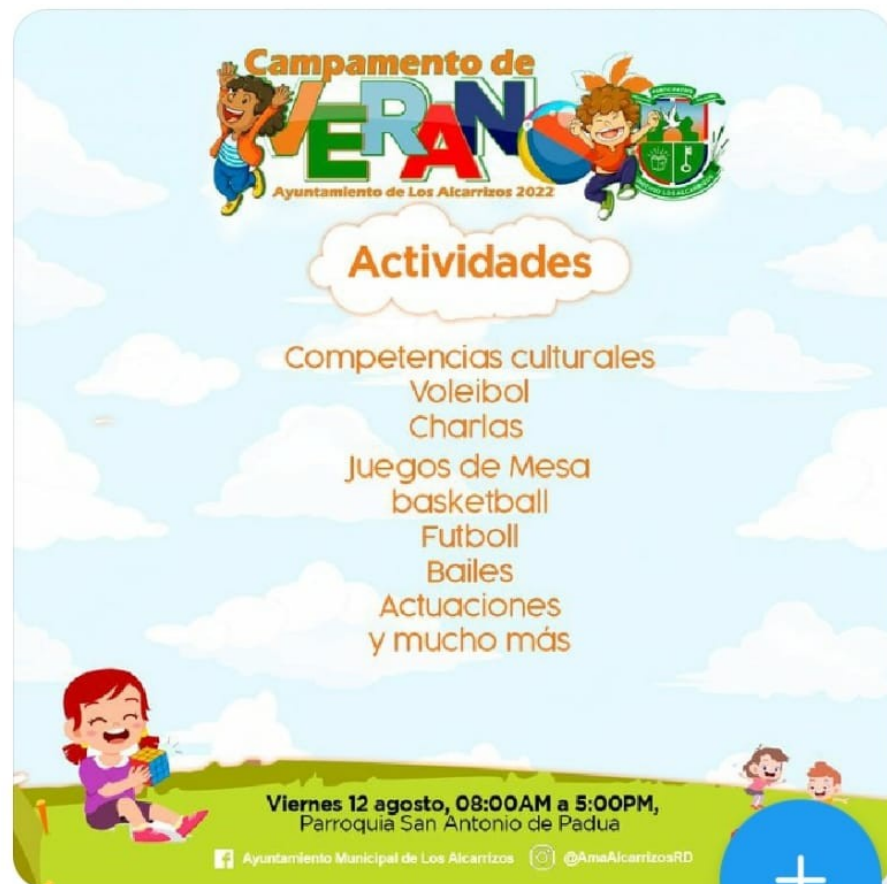 Campamento de
VERANO
Ayuntamiento de Los Alcarrizos 2022
Actividades
Competencias culturales
Voleibol
Charlas
Juegos de Mesa
basketball
Futboll
Bailes
Actuaciones
y mucho más
Viernes 12 agosto, 08:00AM a 5:00PM,
Parroquia San Antonio de Padua
Ayuntamiento Municipal de Los Alcarrizos @AmaAlcarrizosRD